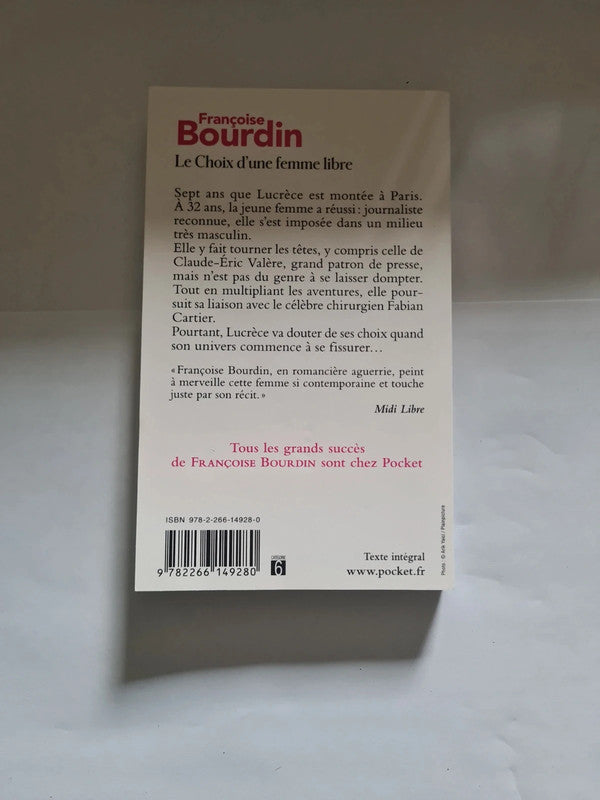 Françoise
Bourdin
Le Choix d'une femme libre
Sept ans que Lucrèce est montée à Paris.
À 32 ans, la jeune femme a réussi : journaliste
reconnue, elle s'est imposée dans un milieu
très masculin.
Elle y fait tourner les têtes, y compris celle de
Claude-Éric Valère, grand patron de presse,
mais n'est pas du genre à se laisser dompter.
Tout en multipliant les aventures, elle pour-
suit sa liaison avec le célèbre chirurgien Fabian
Cartier.
Pourtant, Lucrèce va douter de ses choix quand
son univers commence à se fissurer…
« Françoise Bourdin, en romancière aguerrie, peint
à merveille cette femme si contemporaine et touche
juste par son récit. »
Midi Libre
Tous les grands succès
de FRANÇOISE BOURDIN sont chez Pocket
ISBN 978-2-266-14928-0
9 782266 149280
CATÉGORIE
6
Texte intégral
www.pocket.fr